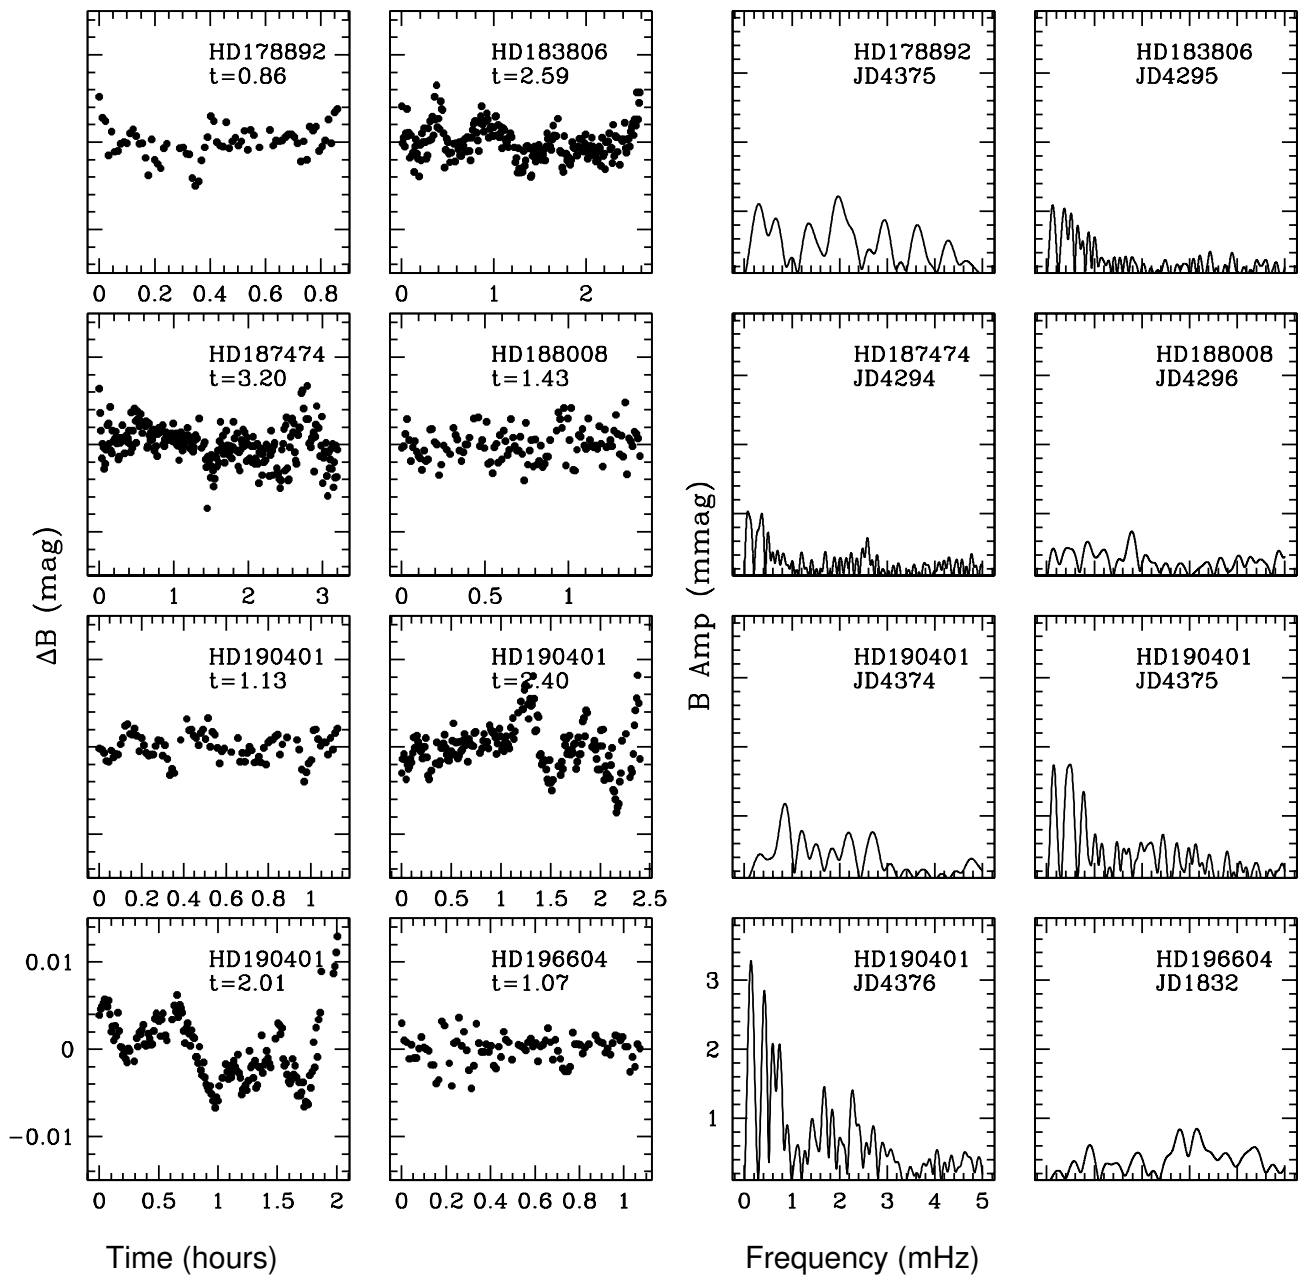 HD178892
t=0.86
0 0.2 0.4 0.6 0.8
HD183806
t=2.59
0 1 2
HD178892
JD4375
HD183806
JD4295
HD187474
t=3.20
0 1 2 3
HD188008
t=1.43
0 0.5 1
HD187474
JD4294
HD188008
JD4296
ΔB (mag)
B Amp (mmag)
HD190401
t=1.13
0 0.2 0.4 0.6 0.8 1
HD190401
t=2.40
0 0.5 1 1.5 2 2.5
HD190401
JD4374
HD190401
JD4375
HD190401
t=2.01
0.01
0
−0.01
0 0.5 1 1.5 2
HD196604
t=1.07
0 0.2 0.4 0.6 0.8 1
HD190401
JD4376
3
2
1
0 1 2 3 4 5
HD196604
JD1832
Time (hours)
Frequency (mHz)